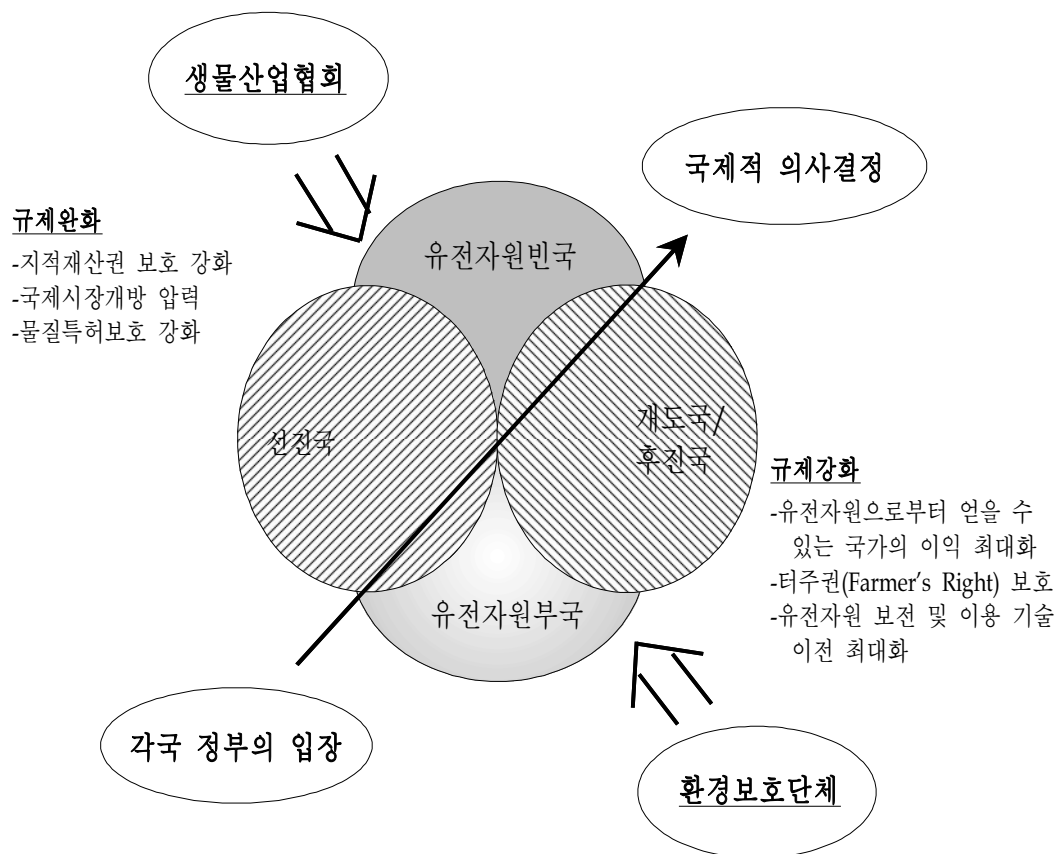 생물산업협회
국제적 의사결정
규제완화
-지적재산권 보호 강화
-국제시장개방 압력
-물질특허보호 강화
유전자원빈국
선진국
개도국/
후진국
규제강화
-유전자원으로부터 얻을 수
있는 국가의 이익 최대화
-터주권(Farmer's Right) 보호
-유전자원 보전 및 이용 기술
이전 최대화
유전자원부국
각국 정부의 입장
환경보호단체